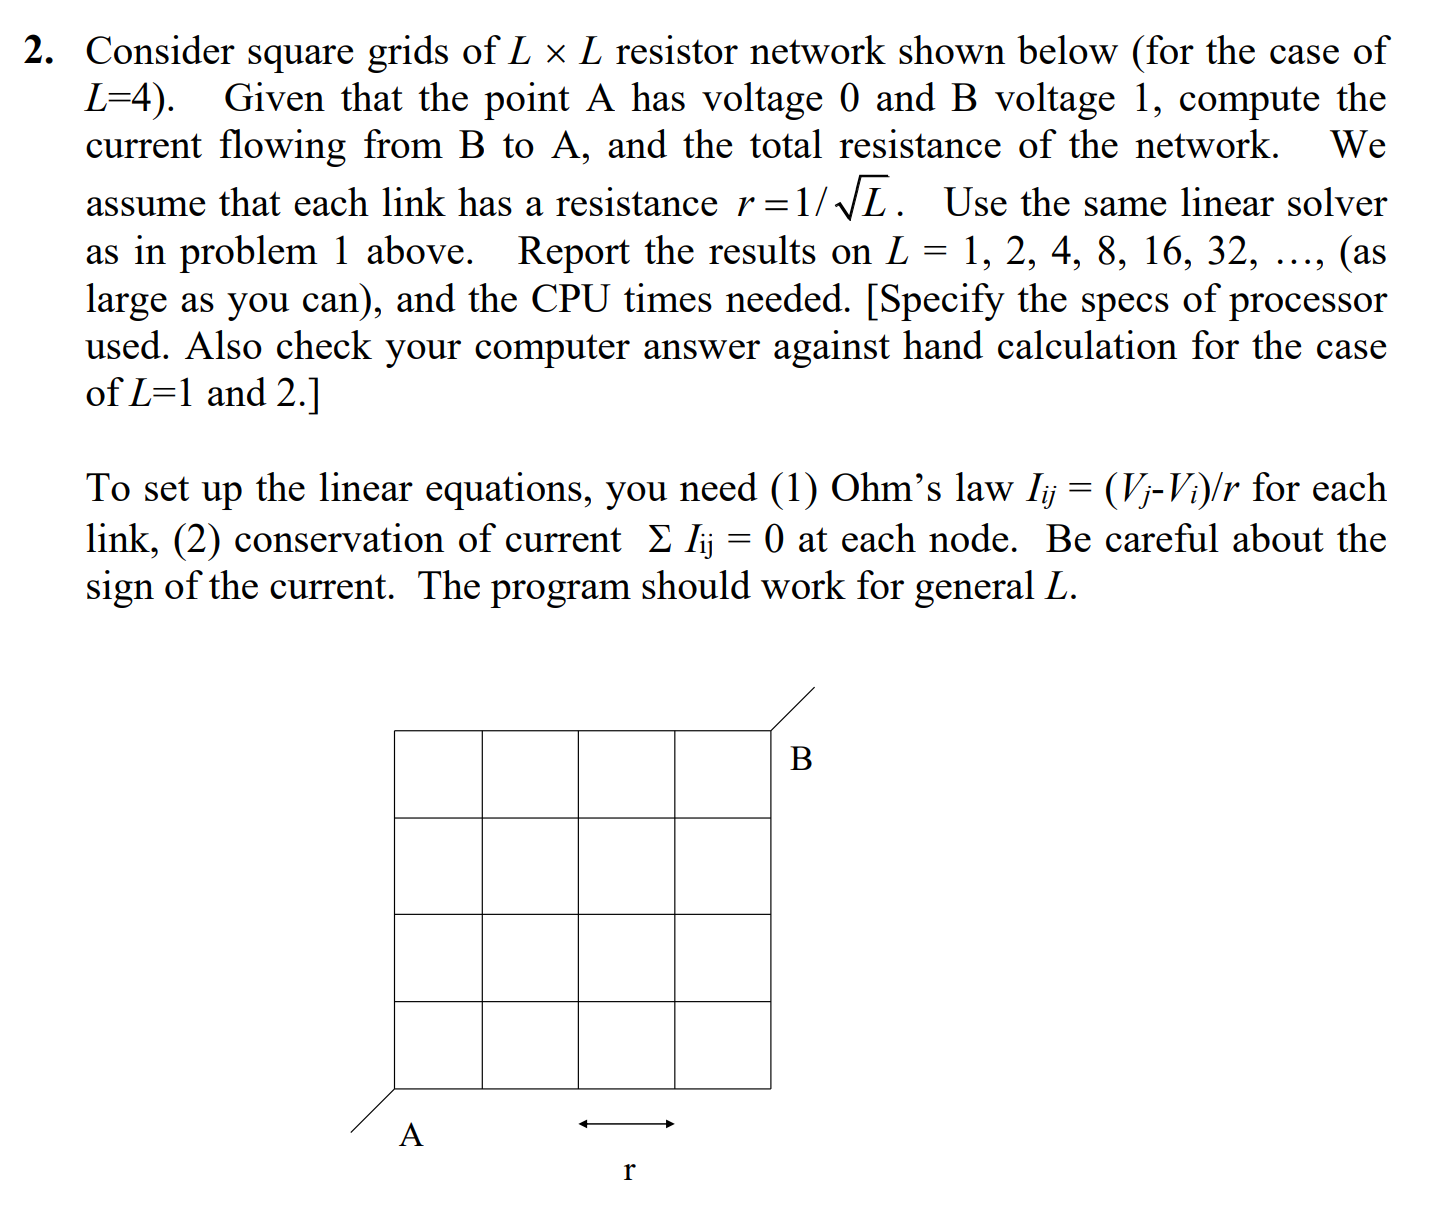 2. Consider square grids of L × L resistor network shown below (for the case of
L=4). Given that the point A has voltage 0 and B voltage 1, compute the
current flowing from B to A, and the total resistance of the network. We
assume that each link has a resistance r = 1/√L. Use the same linear solver
as in problem 1 above. Report the results on L = 1, 2, 4, 8, 16, 32, …, (as
large as you can), and the CPU times needed. [Specify the specs of processor
used. Also check your computer answer against hand calculation for the case
of L=1 and 2.]
To set up the linear equations, you need (1) Ohm’s law Iij = (Vj-Vi)/r for each
link, (2) conservation of current Σ Iij = 0 at each node. Be careful about the
sign of the current. The program should work for general L.
B
A
r